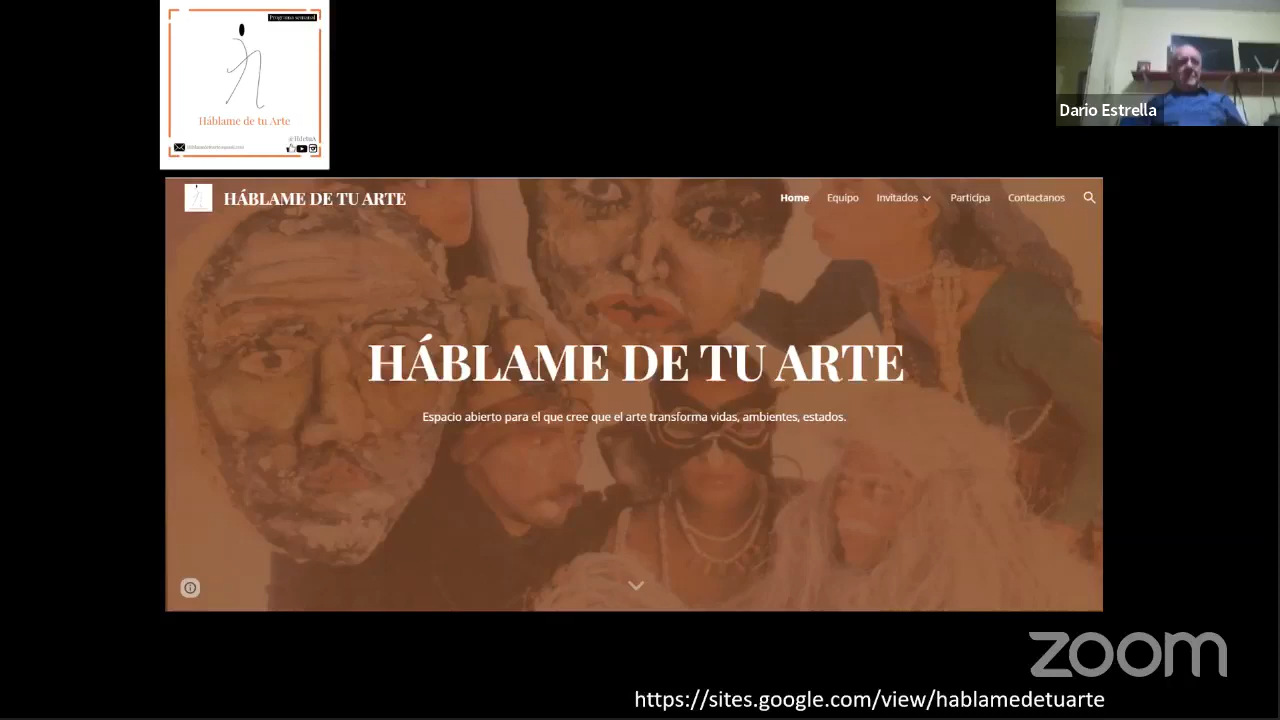 Programa semanal
Háblame de tu Arte
Dario Estrella
HÁBLAME DE TU ARTE
Home Equipo Invitados Participa Contactanos
HÁBLAME DE TU ARTE
Espacio abierto para el que cree que el arte transforma vidas, ambientes, estados.
zoom
https://sites.google.com/view/hablamedetuarte